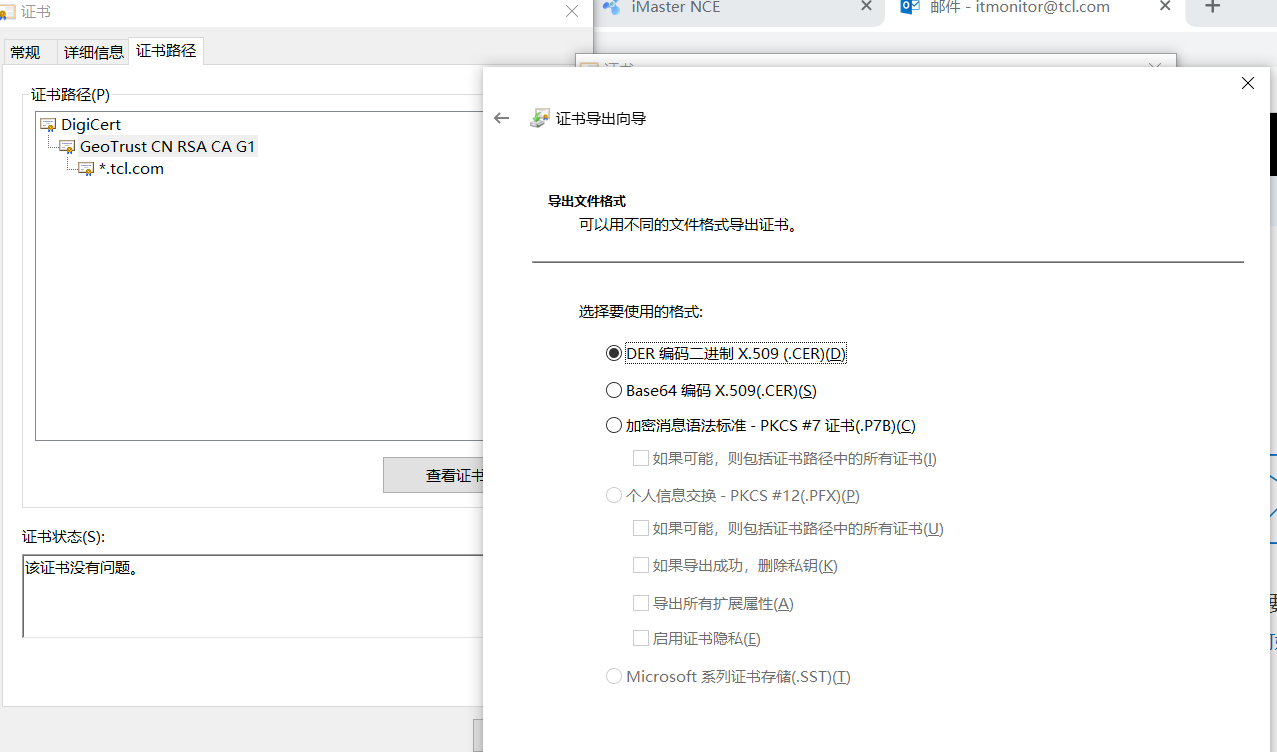 证书
iMaster NCE
邮件 - itmonitor@tcl.com
常规
详细信息
证书路径
证书路径(P)
DigiCert
GeoTrust CN RSA CA G1
*.tcl.com
查看证书
证书状态(S):
该证书没有问题。
证书导出向导
导出文件格式
可以用不同的文件格式导出证书。
选择要使用的格式:
DER 编码二进制 X.509 (.CER)(D)
Base64 编码 X.509(.CER)(S)
加密消息语法标准 - PKCS #7 证书(.P7B)(C)
如果可能，则包括证书路径中的所有证书(I)
个人信息交换 - PKCS #12(.PFX)(P)
如果可能，则包括证书路径中的所有证书(U)
如果导出成功，删除私钥(K)
导出所有扩展属性(A)
启用证书隐私(E)
Microsoft 系列证书存储(.SST)(T)